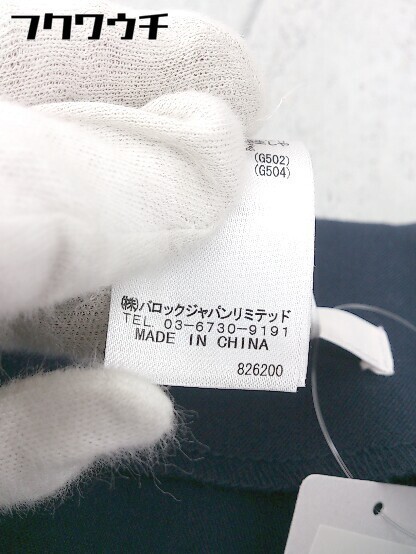 フクウウチ
(G502)
(G504)
㈱バロックジャパンリミテッド
TEL. 03-6730-9191
MADE IN CHINA
826200